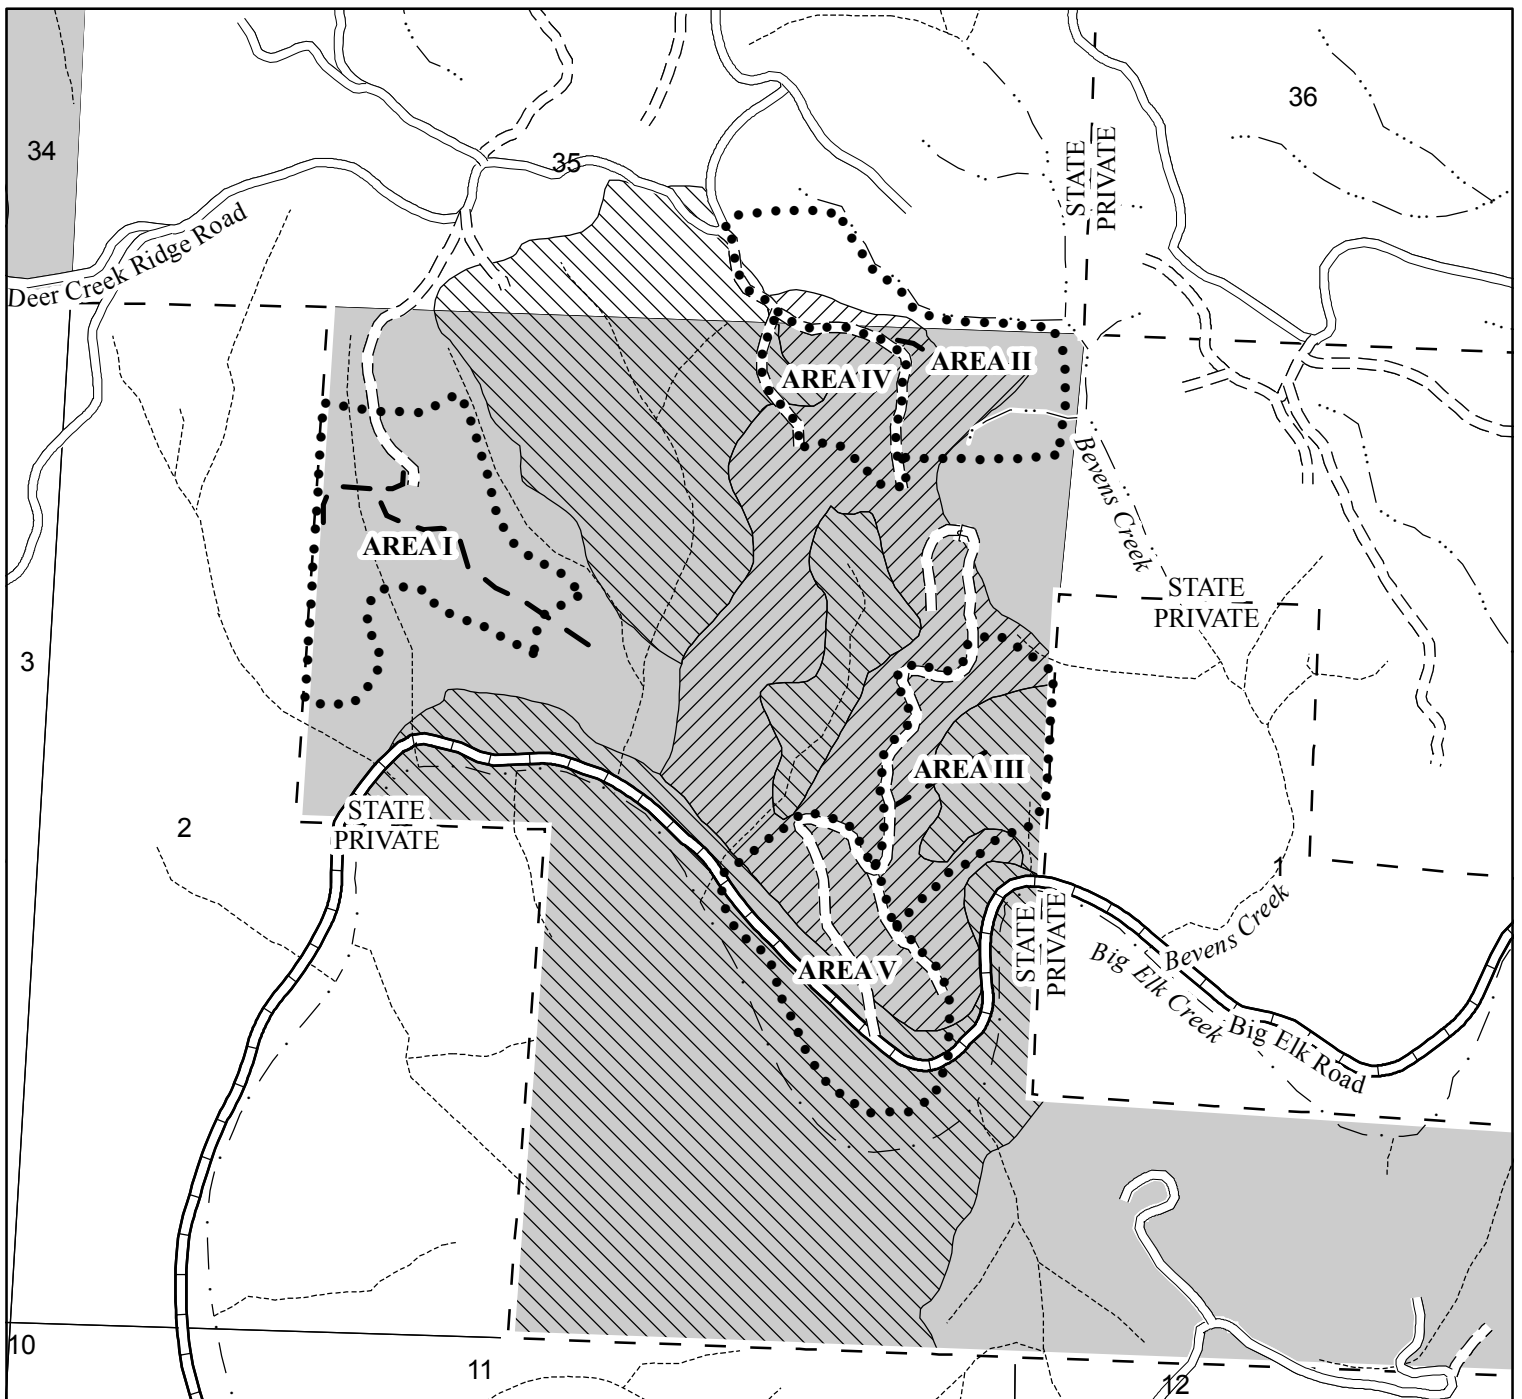 36
34
35
STATE
PRIVATE
Deer Creek Ridge Road
AREA II
AREA IV
Bevens Creek
AREA I
STATE
PRIVATE
3
AREA III
STATE
PRIVATE
2
1
STATE
PRIVATE
Bevens Creek
Big Elk Creek
AREA V
Big Elk Road
10
11
12